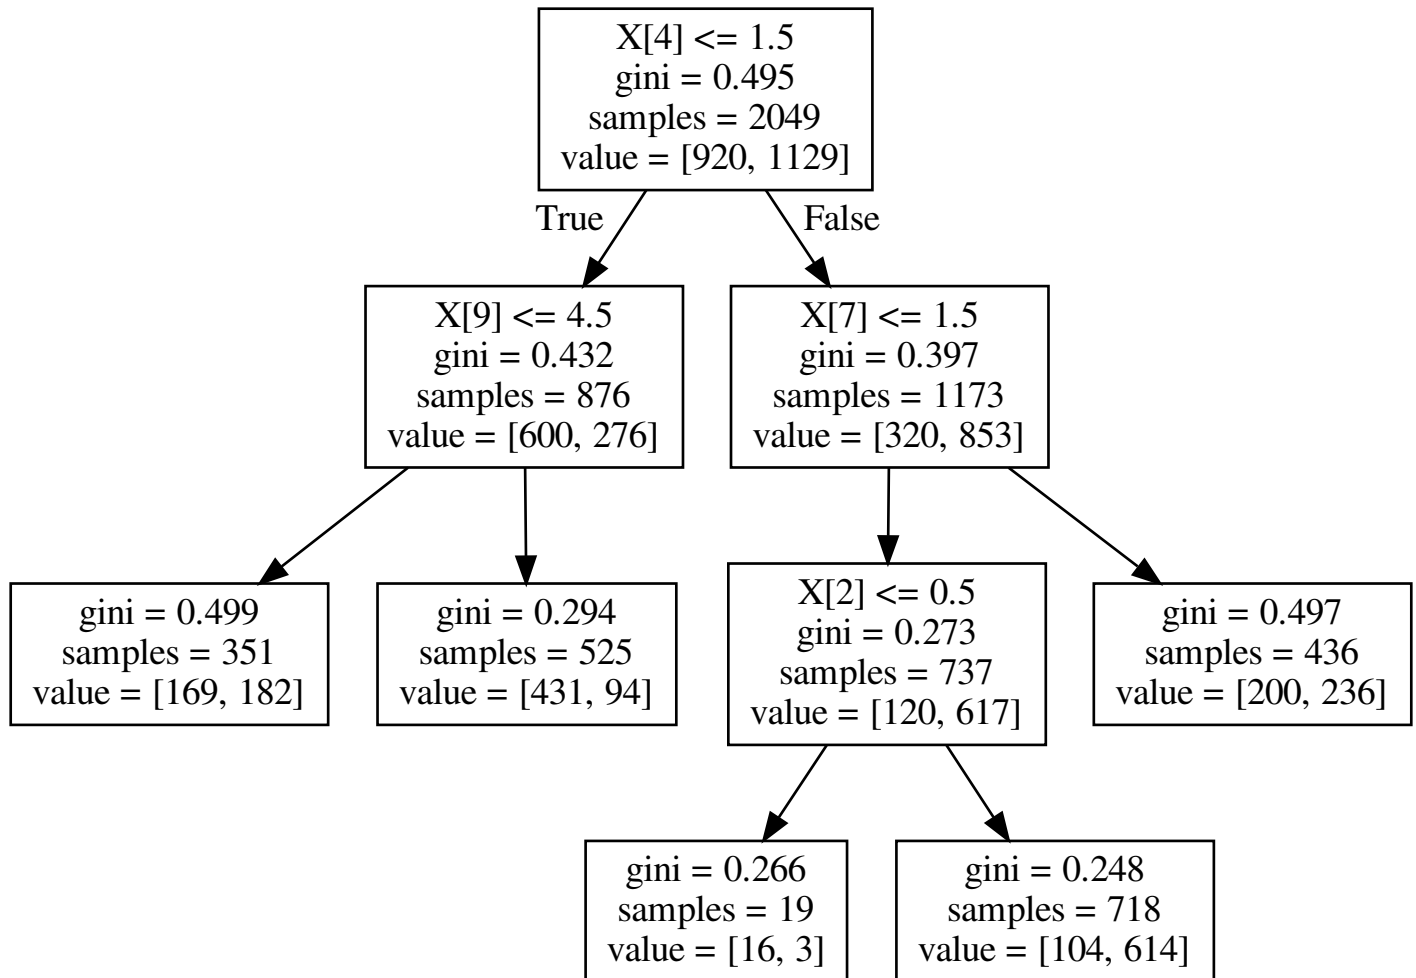 X[4] <= 1.5
gini = 0.495
samples = 2049
value = [920, 1129]
True
False
X[9] <= 4.5
gini = 0.432
samples = 876
value = [600, 276]
X[7] <= 1.5
gini = 0.397
samples = 1173
value = [320, 853]
gini = 0.499
samples = 351
value = [169, 182]
gini = 0.294
samples = 525
value = [431, 94]
X[2] <= 0.5
gini = 0.273
samples = 737
value = [120, 617]
gini = 0.497
samples = 436
value = [200, 236]
gini = 0.266
samples = 19
value = [16, 3]
gini = 0.248
samples = 718
value = [104, 614]